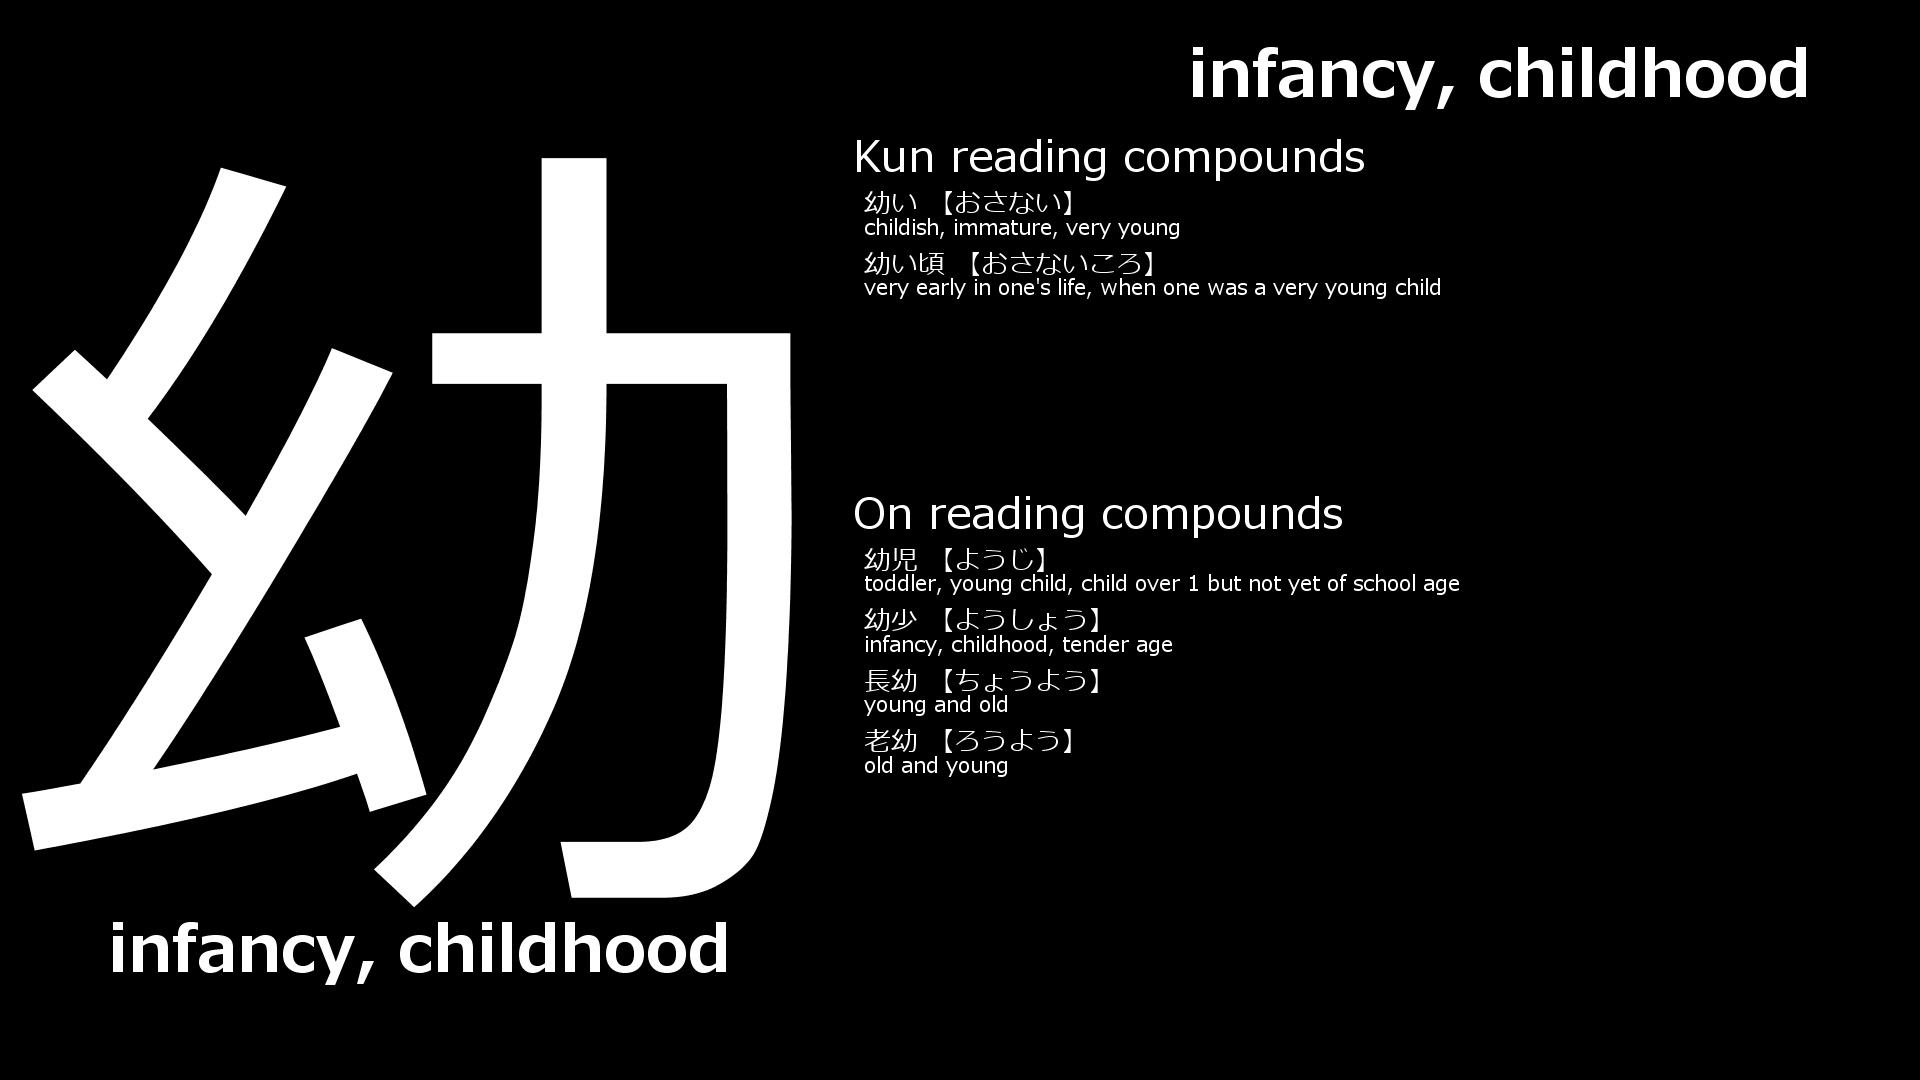 幼
infancy, childhood
infancy, childhood
Kun reading compounds
幼い 【おさない】
childish, immature, very young
幼い頃 【おさないころ】
very early in one's life, when one was a very young child
On reading compounds
幼児 【ようじ】
toddler, young child, child over 1 but not yet of school age
幼少 【ようしょう】
infancy, childhood, tender age
長幼 【ちょうよう】
young and old
老幼 【ろうよう】
old and young